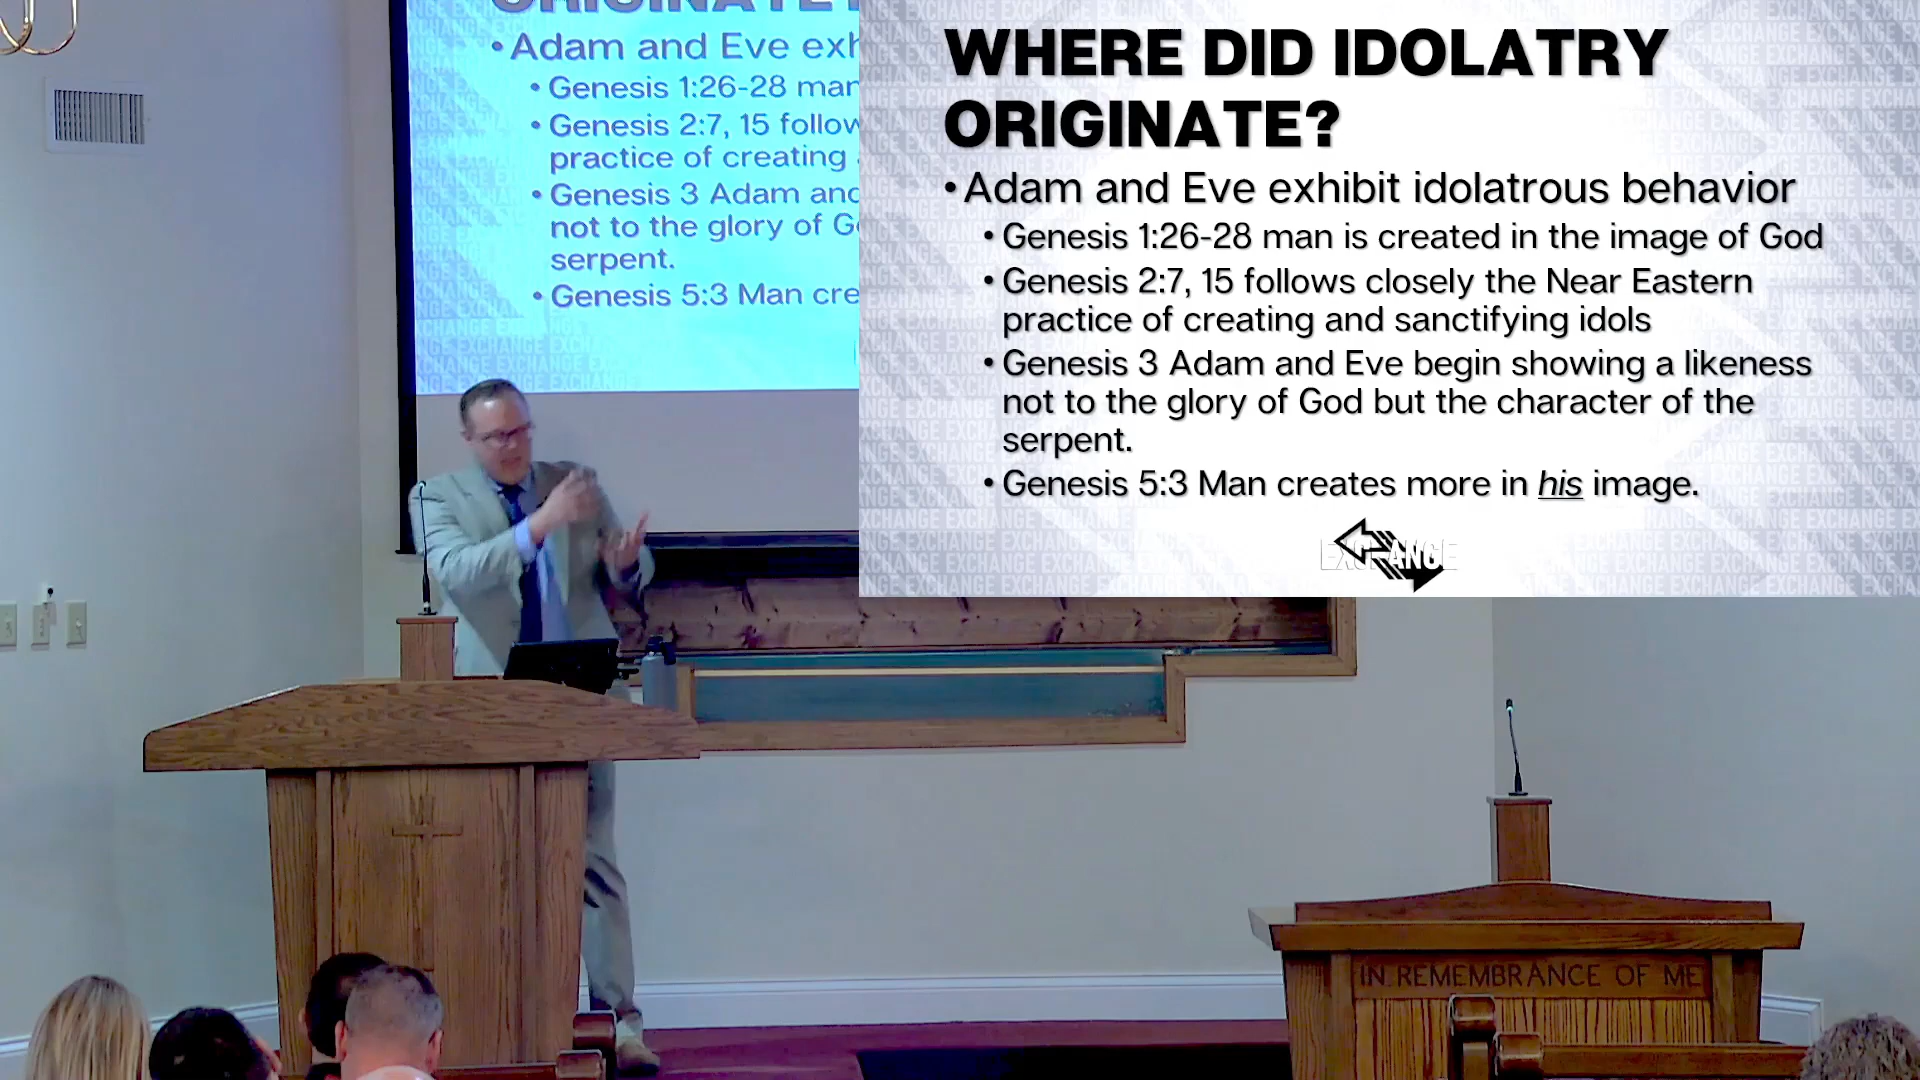 ORIGINATE
• Adam and Eve exh
• Genesis 1:26-28 man
• Genesis 2:7, 15 follow
practice of creating
• Genesis 3 Adam and
not to the glory of G
serpent.
• Genesis 5:3 Man cre
WHERE DID IDOLATRY
ORIGINATE?
• Adam and Eve exhibit idolatrous behavior
• Genesis 1:26-28 man is created in the image of God
• Genesis 2:7, 15 follows closely the Near Eastern
practice of creating and sanctifying idols
• Genesis 3 Adam and Eve begin showing a likeness
not to the glory of God but the character of the
serpent.
• Genesis 5:3 Man creates more in his image.
EXCHANGE
IN REMEMBRANCE OF ME